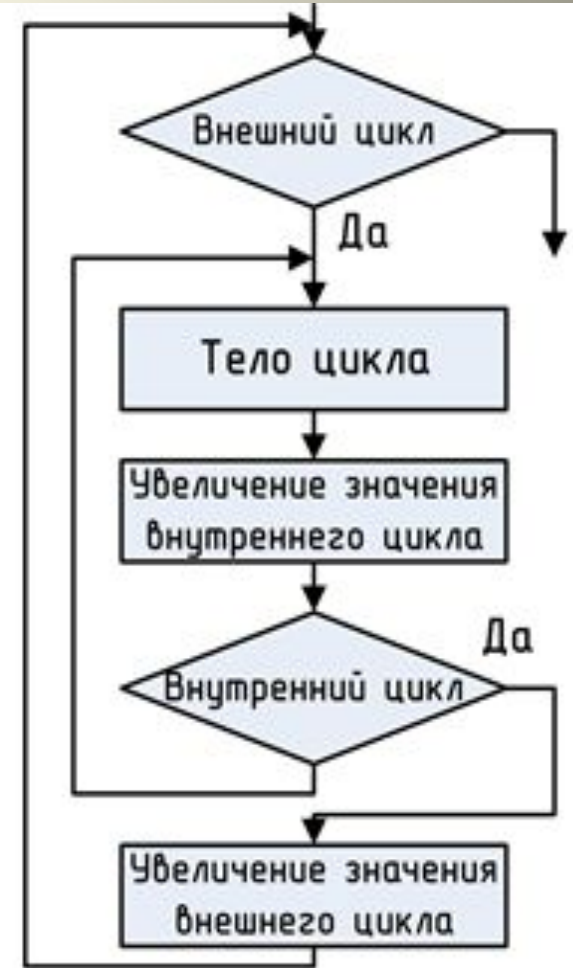 Внешний цикл
Да
Тело цикла
Увеличение значения
внутреннего цикла
Да
Внутренний цикл
Увеличение значения
внешнего цикла